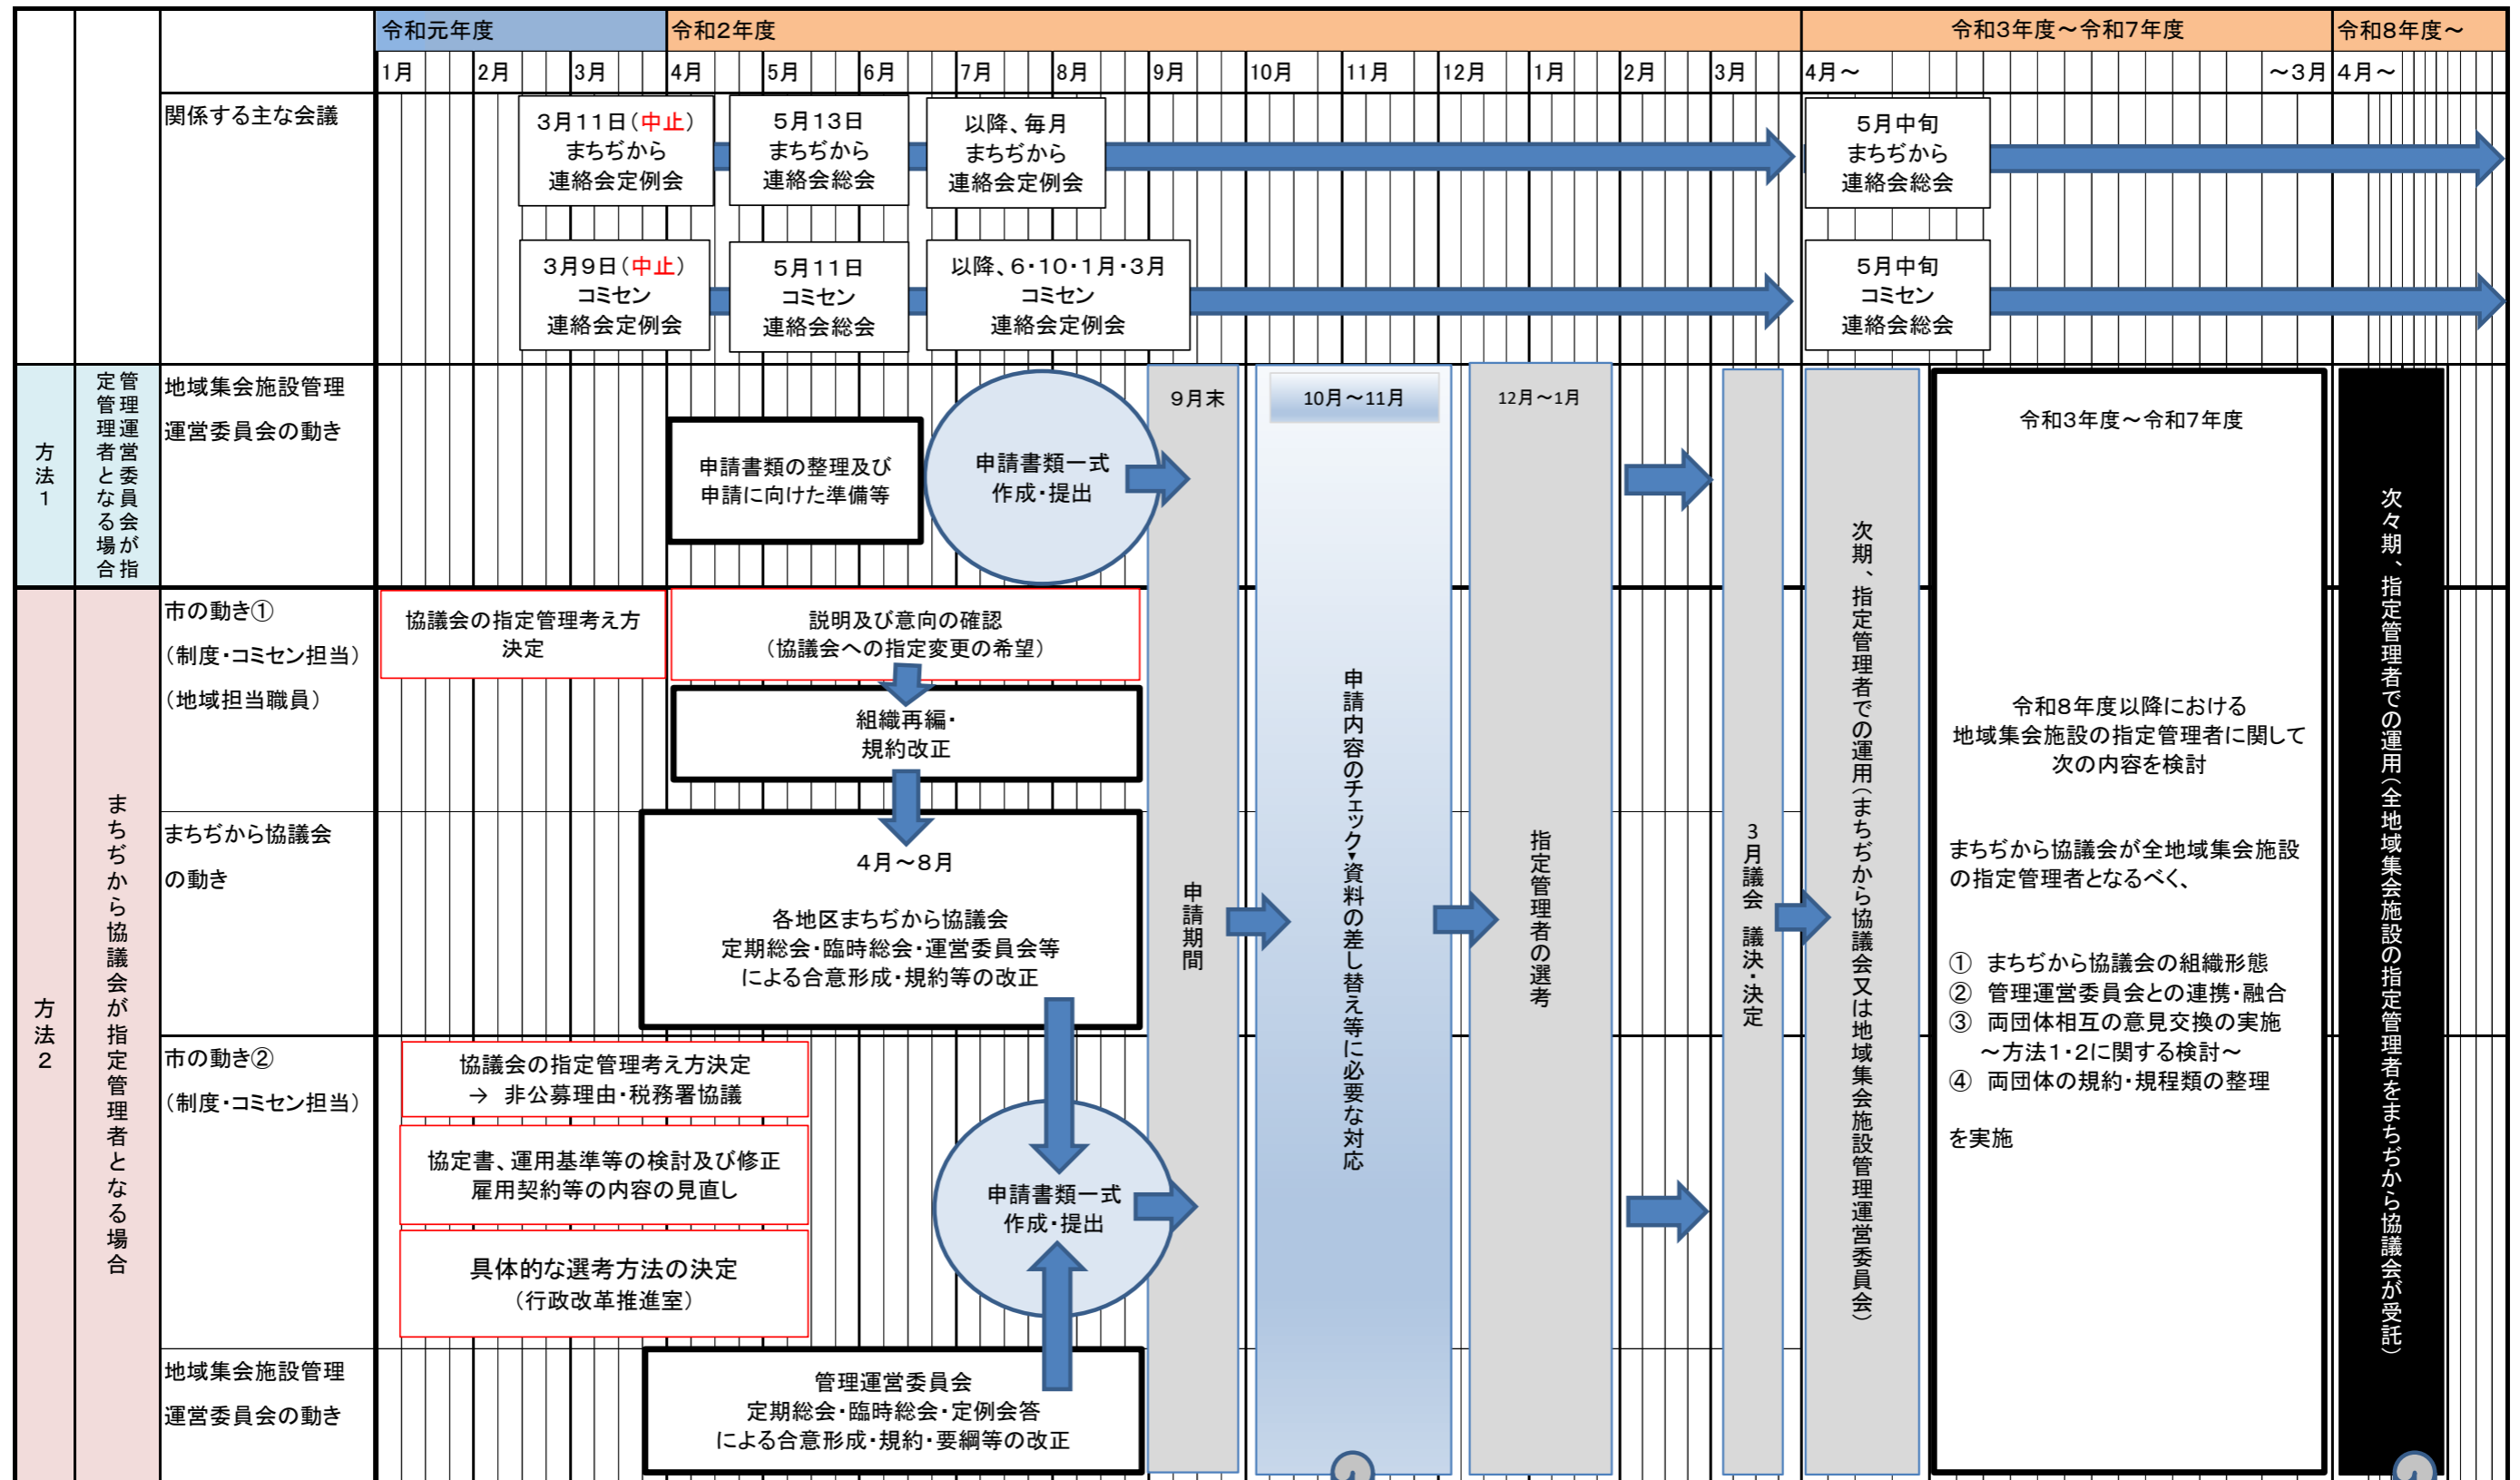 令和元年度
令和2年度
令和3年度～令和7年度
令和8年度～
1月
2月
3月
4月
5月
6月
7月
8月
9月
10月
11月
12月
1月
2月
3月
4月～
～3月
4月～
関係する主な会議
3月11日（中止）
まちぢから
連絡会定例会
5月13日
まちぢから
連絡会総会
以降、毎月
まちぢから
連絡会定例会
5月中旬
まちぢから
連絡会総会
3月9日（中止）
コミセン
連絡会定例会
5月11日
コミセン
連絡会総会
以降、6・10・1月・3月
コミセン
連絡会定例会
5月中旬
コミセン
連絡会総会
方法1
管理運営委員会が指
定管理者となる場合
地域集会施設管理
運営委員会の動き
申請書類の整理及び
申請に向けた準備等
申請書類一式
作成・提出
9月末
申請期間
10月～11月
申請内容のチェック・資料の差し替え等に必要な対応
12月～1月
指定管理者の選考
3月議会 議決・決定
次期、指定管理者での運用（まちぢから協議会又は地域集会施設管理運営委員会）
令和3年度～令和7年度
令和8年度以降における
地域集会施設の指定管理者に関して
次の内容を検討
まちぢから協議会が全地域集会施設
の指定管理者となるべく、
① まちぢから協議会の組織形態
② 管理運営委員会との連携・融合
③ 両団体相互の意見交換の実施
～方法1・2に関する検討～
④ 両団体の規約・規程類の整理
を実施
次々期、指定管理者での運用（全地域集会施設の指定管理者をまちぢから協議会が受託）
方法2
まちぢから協議会が指定管理者となる場合
市の動き①
（制度・コミセン担当）
（地域担当職員）
協議会の指定管理考え方
決定
説明及び意向の確認
（協議会への指定変更の希望）
組織再編・
規約改正
まちぢから協議会
の動き
4月～8月
各地区まちぢから協議会
定期総会・臨時総会・運営委員会等
による合意形成・規約等の改正
市の動き②
（制度・コミセン担当）
協議会の指定管理考え方決定
→ 非公募理由・税務署協議
協定書、運用基準等の検討及び修正
雇用契約等の内容の見直し
具体的な選考方法の決定
（行政改革推進室）
申請書類一式
作成・提出
地域集会施設管理
運営委員会の動き
管理運営委員会
定期総会・臨時総会・定例会答
による合意形成・規約・要綱等の改正